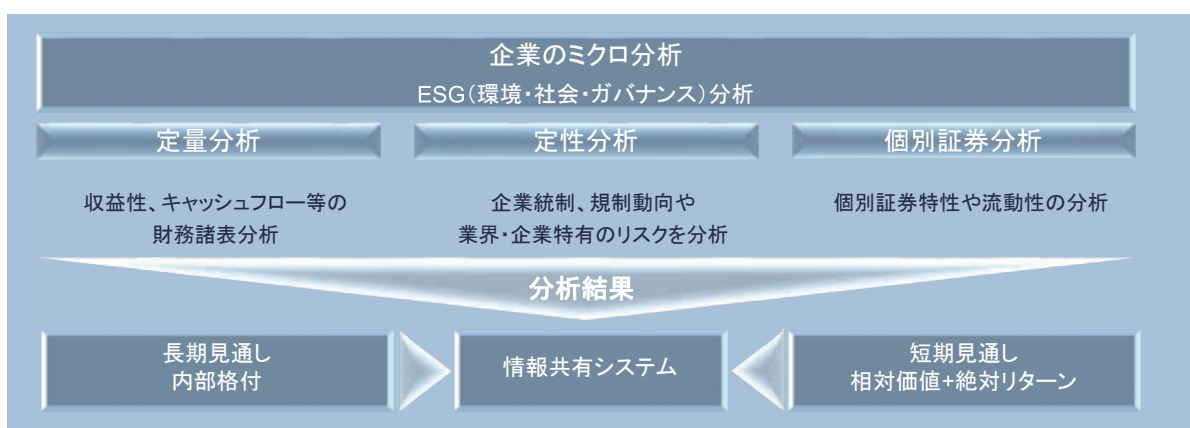 企業のミクロ分析
ESG（環境・社会・ガバナンス）分析
定量分析
定性分析
個別証券分析
収益性、キャッシュフロー等の
財務諸表分析
企業統制、規制動向や
業界・企業特有のリスクを分析
個別証券特性や流動性の分析
分析結果
長期見通し
内部格付
情報共有システム
短期見通し
相対価値+絶対リターン